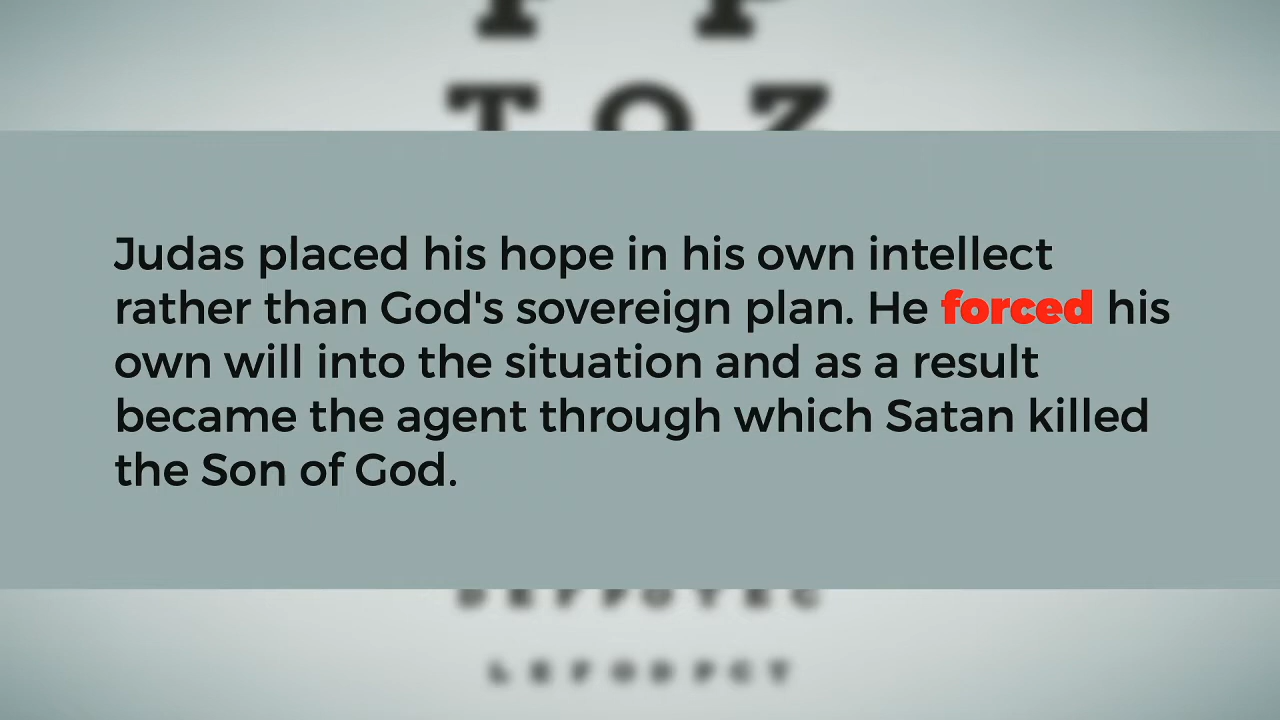 T O Z
Judas placed his hope in his own intellect
rather than God's sovereign plan. He forced his
own will into the situation and as a result
became the agent through which Satan killed
the Son of God.
L E F O D P C T